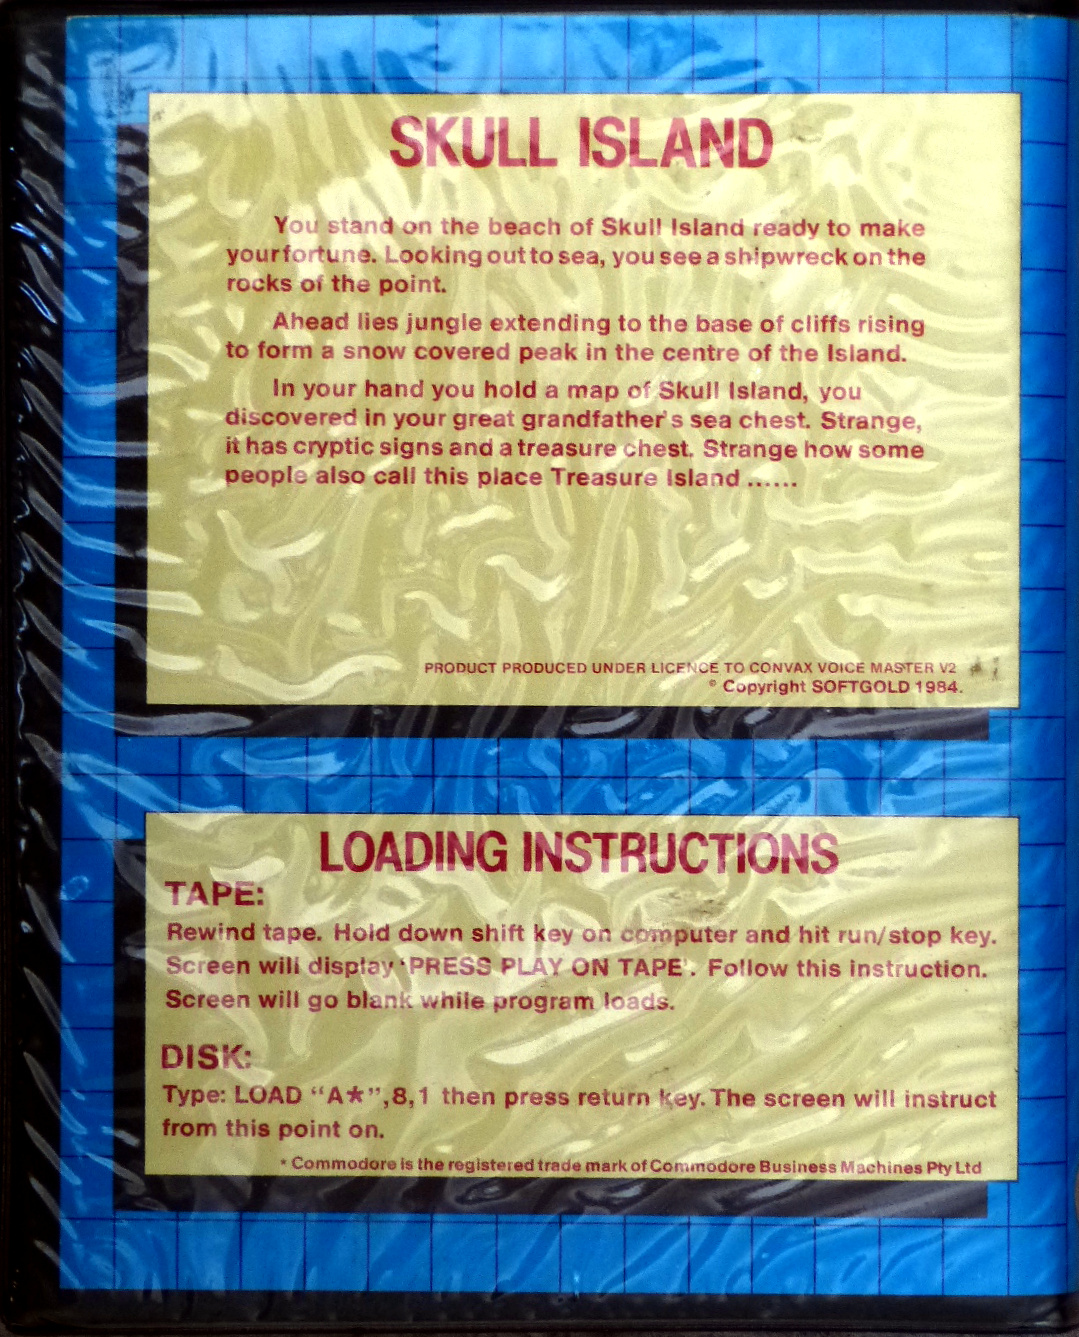 SKULL ISLAND
You stand on the beach of Skull Island ready to make
your fortune. Looking out to sea, you see a shipwreck on the
rocks of the point.
Ahead lies jungle extending to the base of cliffs rising
to form a snow covered peak in the centre of the Island.
In your hand you hold a map of Skull Island, you
discovered in your great grandfather's sea chest. Strange,
it has cryptic signs and a treasure chest. Strange how some
people also call this place Treasure Island ......
PRODUCT PRODUCED UNDER LICENCE TO CONVAX VOICE MASTER V2
© Copyright SOFTGOLD 1984.
LOADING INSTRUCTIONS
TAPE:
Rewind tape. Hold down shift key on computer and hit run/stop key.
Screen will display 'PRESS PLAY ON TAPE'. Follow this instruction.
Screen will go blank while program loads.
DISK:
Type: LOAD “A*”,8,1 then press return key. The screen will instruct
from this point on.
* Commodore is the registered trade mark of Commodore Business Machines Pty Ltd